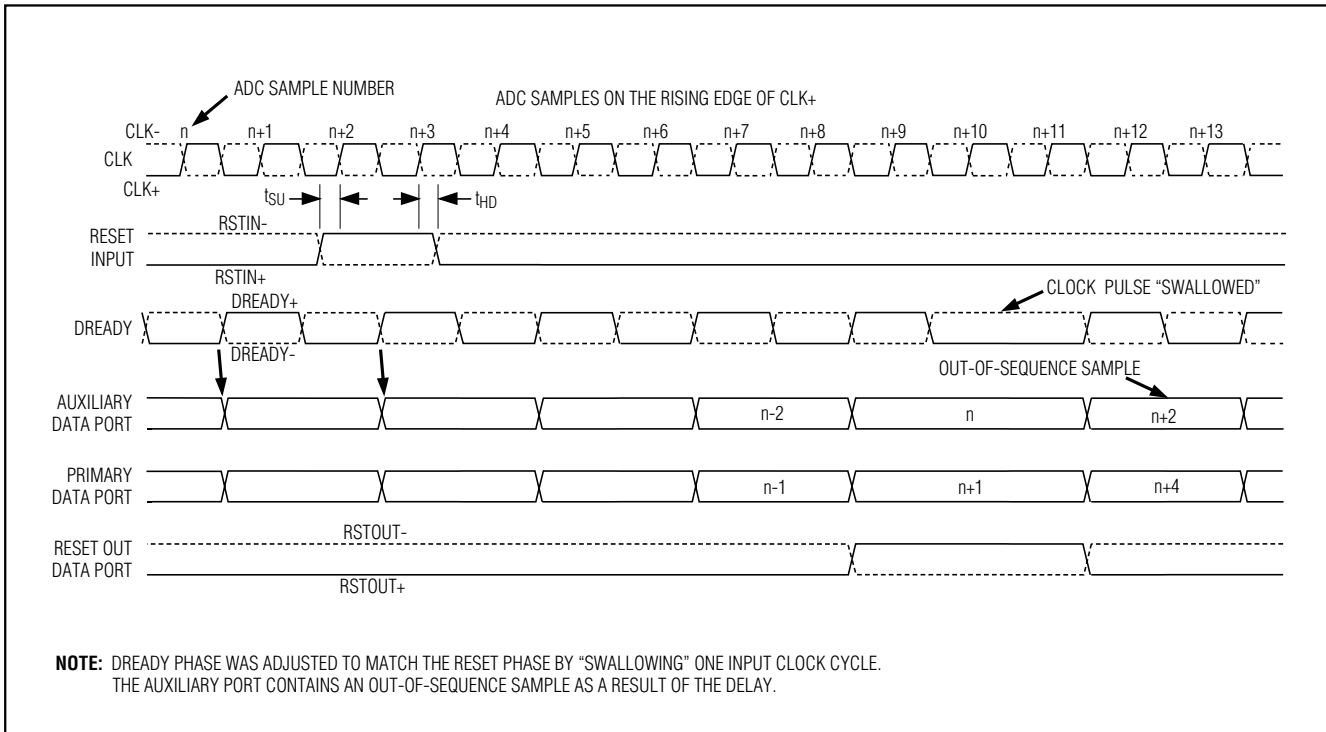 ADC SAMPLE NUMBER
ADC SAMPLES ON THE RISING EDGE OF CLK+
CLK- n n+1 n+2 n+3 n+4 n+5 n+6 n+7 n+8 n+9 n+10 n+11 n+12 n+13
CLK
CLK+
tSU tHD
RSTIN-
RESET
INPUT
RSTIN+
DREADY+
CLOCK PULSE “SWALLOWED”
DREADY
DREADY-
OUT-OF-SEQUENCE SAMPLE
AUXILIARY
DATA PORT
n-2 n n+2
PRIMARY
DATA PORT
n-1 n+1 n+4
RSTOUT-
RESET OUT
DATA PORT
RSTOUT+
NOTE: DREADY PHASE WAS ADJUSTED TO MATCH THE RESET PHASE BY “SWALLOWING” ONE INPUT CLOCK CYCLE.
THE AUXILIARY PORT CONTAINS AN OUT-OF-SEQUENCE SAMPLE AS A RESULT OF THE DELAY.